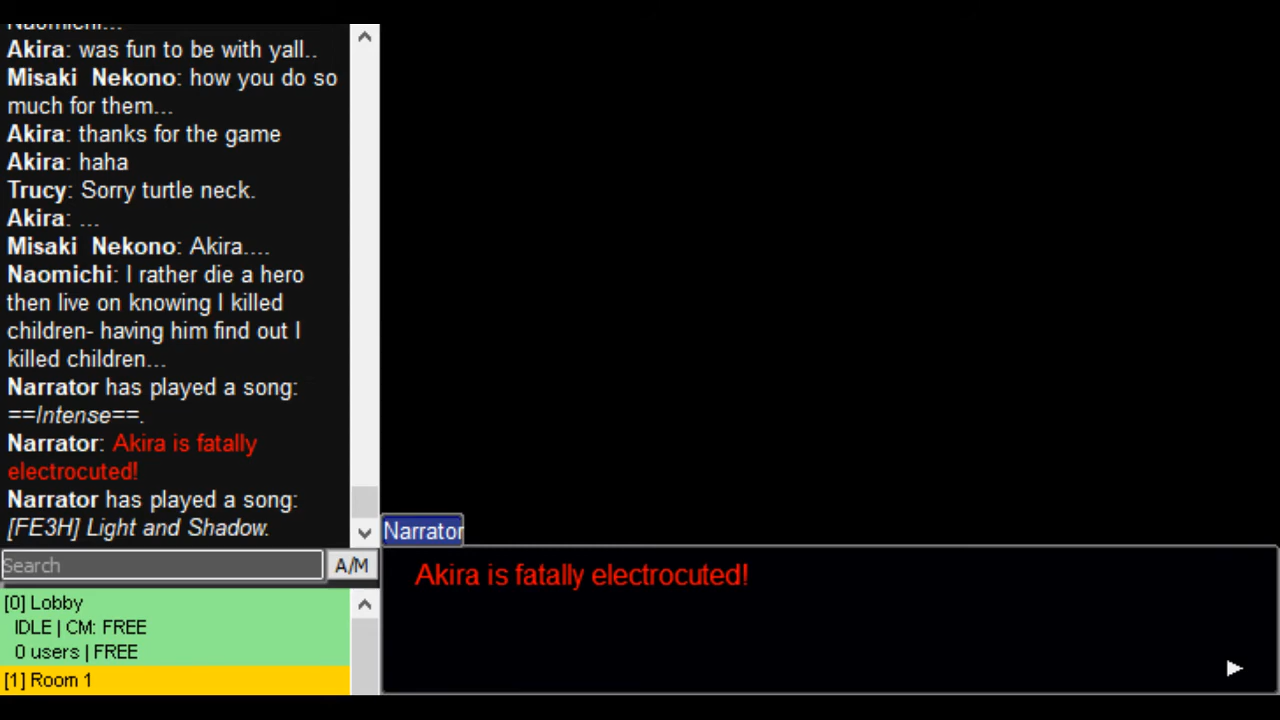 Naomichi...
Akira: was fun to be with yall..
Misaki Nekono: how you do so
much for them...
Akira: thanks for the game
Akira: haha
Trucy: Sorry turtle neck.
Akira: ...
Misaki Nekono: Akira....
Naomichi: I rather die a hero
then live on knowing I killed
children- having him find out I
killed children...
Narrator has played a song:
==Intense==.
Narrator: Akira is fatally
electrocuted!
Narrator has played a song:
[FE3H] Light and Shadow.
Search
A/M
[0] Lobby
IDLE | CM: FREE
0 users | FREE
[1] Room 1
Narrator
Akira is fatally electrocuted!